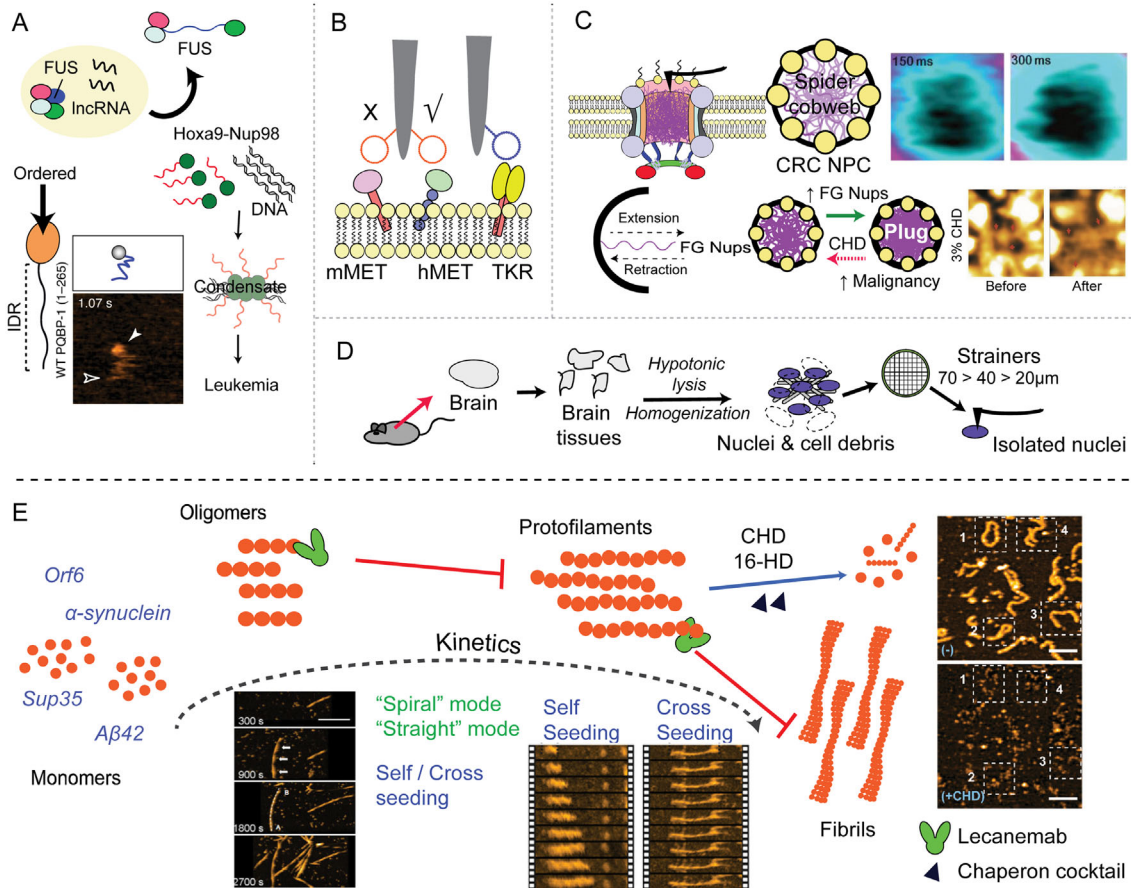 A
FUS
FUS
lncRNA
Hoxa9-Nup98
DNA
Ordered
IDR
WT PQBP-1 (1–265)
1.07 s
Condensate
Leukemia
B
X
√
mMET
hMET
TKR
C
Spider
cobweb
CRC NPC
150 ms
300 ms
Extension
FG Nups
Retraction
↑ FG Nups
CHD
↑ Malignancy
Plug
3% CHD
Before
After
D
Brain
Brain
tissues
Hypotonic
lysis
Homogenization
Nuclei & cell debris
Strainers
70 > 40 > 20µm
Isolated nuclei
E
Orf6
α-synuclein
Sup35
Aβ42
Monomers
Oligomers
Protofilaments
CHD
16-HD
Kinetics
300 s
900 s
1800 s
B
A
2700 s
"Spiral" mode
"Straight" mode
Self / Cross
seeding
Self
Seeding
Cross
Seeding
Fibrils
1
4
3
2
(-)
1
4
3
2
(+CHD)
Lecanemab
Chaperon cocktail